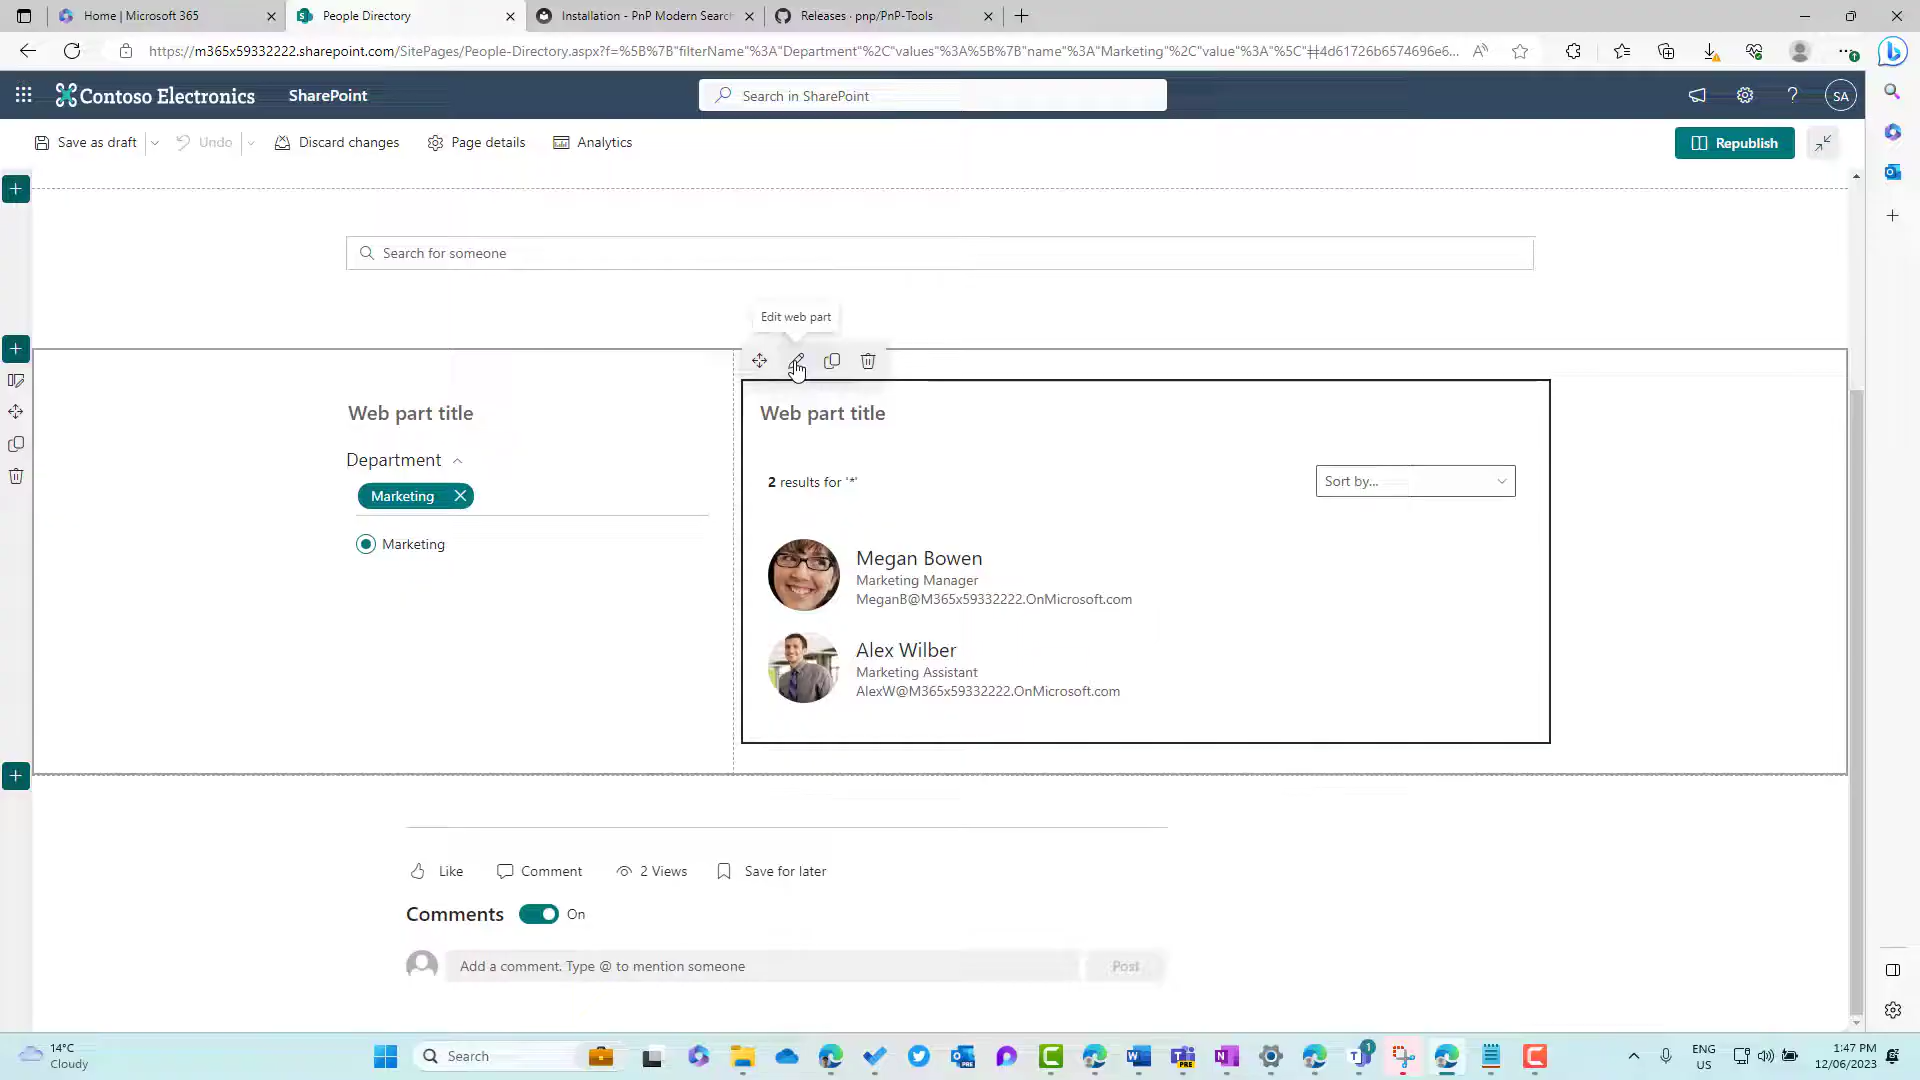 Home | Microsoft 365
People Directory
Installation - PnP Modern Searc
Releases · pnp/PnP-Tools
https://m365x59332222.sharepoint.com/SitePages/People-Directory.aspx?f=%5B%7B"filterName"%3A"Department"%2C"values"%3A%5B%7B"name"%3A"Marketing"%2C"value"%3A%5C"ǂǂ4d61726b6574696e6...
Contoso Electronics
SharePoint
Search in SharePoint
SA
Save as draft
Undo
Discard changes
Page details
Analytics
Republish
Search for someone
Edit web part
Web part title
Department
Marketing
Marketing
Web part title
2 results for '*'
Sort by...
Megan Bowen
Marketing Manager
MeganB@M365x59332222.OnMicrosoft.com
Alex Wilber
Marketing Assistant
AlexW@M365x59332222.OnMicrosoft.com
Like
Comment
2 Views
Save for later
Comments
On
Add a comment. Type @ to mention someone
Post
14°C
Cloudy
Search
PRE
PRE
1
ENG
US
1:47 PM
12/06/2023